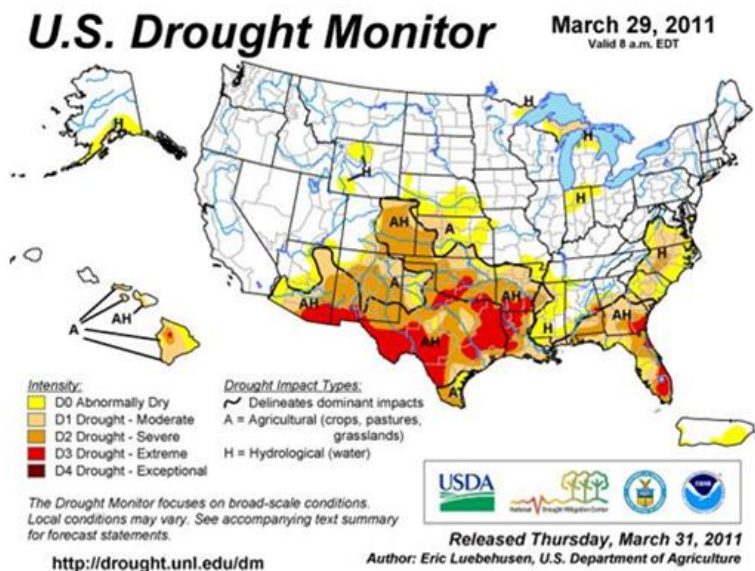 U.S. Drought Monitor
March 29, 2011
Valid 8 a.m. EDT
H
H
H
H
H
AH
A
A
H
AH
AH
AH
AH
H
A
A
AH
Intensity:
D0 Abnormally Dry
D1 Drought - Moderate
D2 Drought - Severe
D3 Drought - Extreme
D4 Drought - Exceptional
Drought Impact Types:
Delineates dominant impacts
A = Agricultural (crops, pastures,
grasslands)
H = Hydrological (water)
USDA
National Drought Mitigation Center
The Drought Monitor focuses on broad-scale conditions.
Local conditions may vary. See accompanying text summary
for forecast statements.
http://drought.unl.edu/dm
Released Thursday, March 31, 2011
Author: Eric Luebehusen, U.S. Department of Agriculture